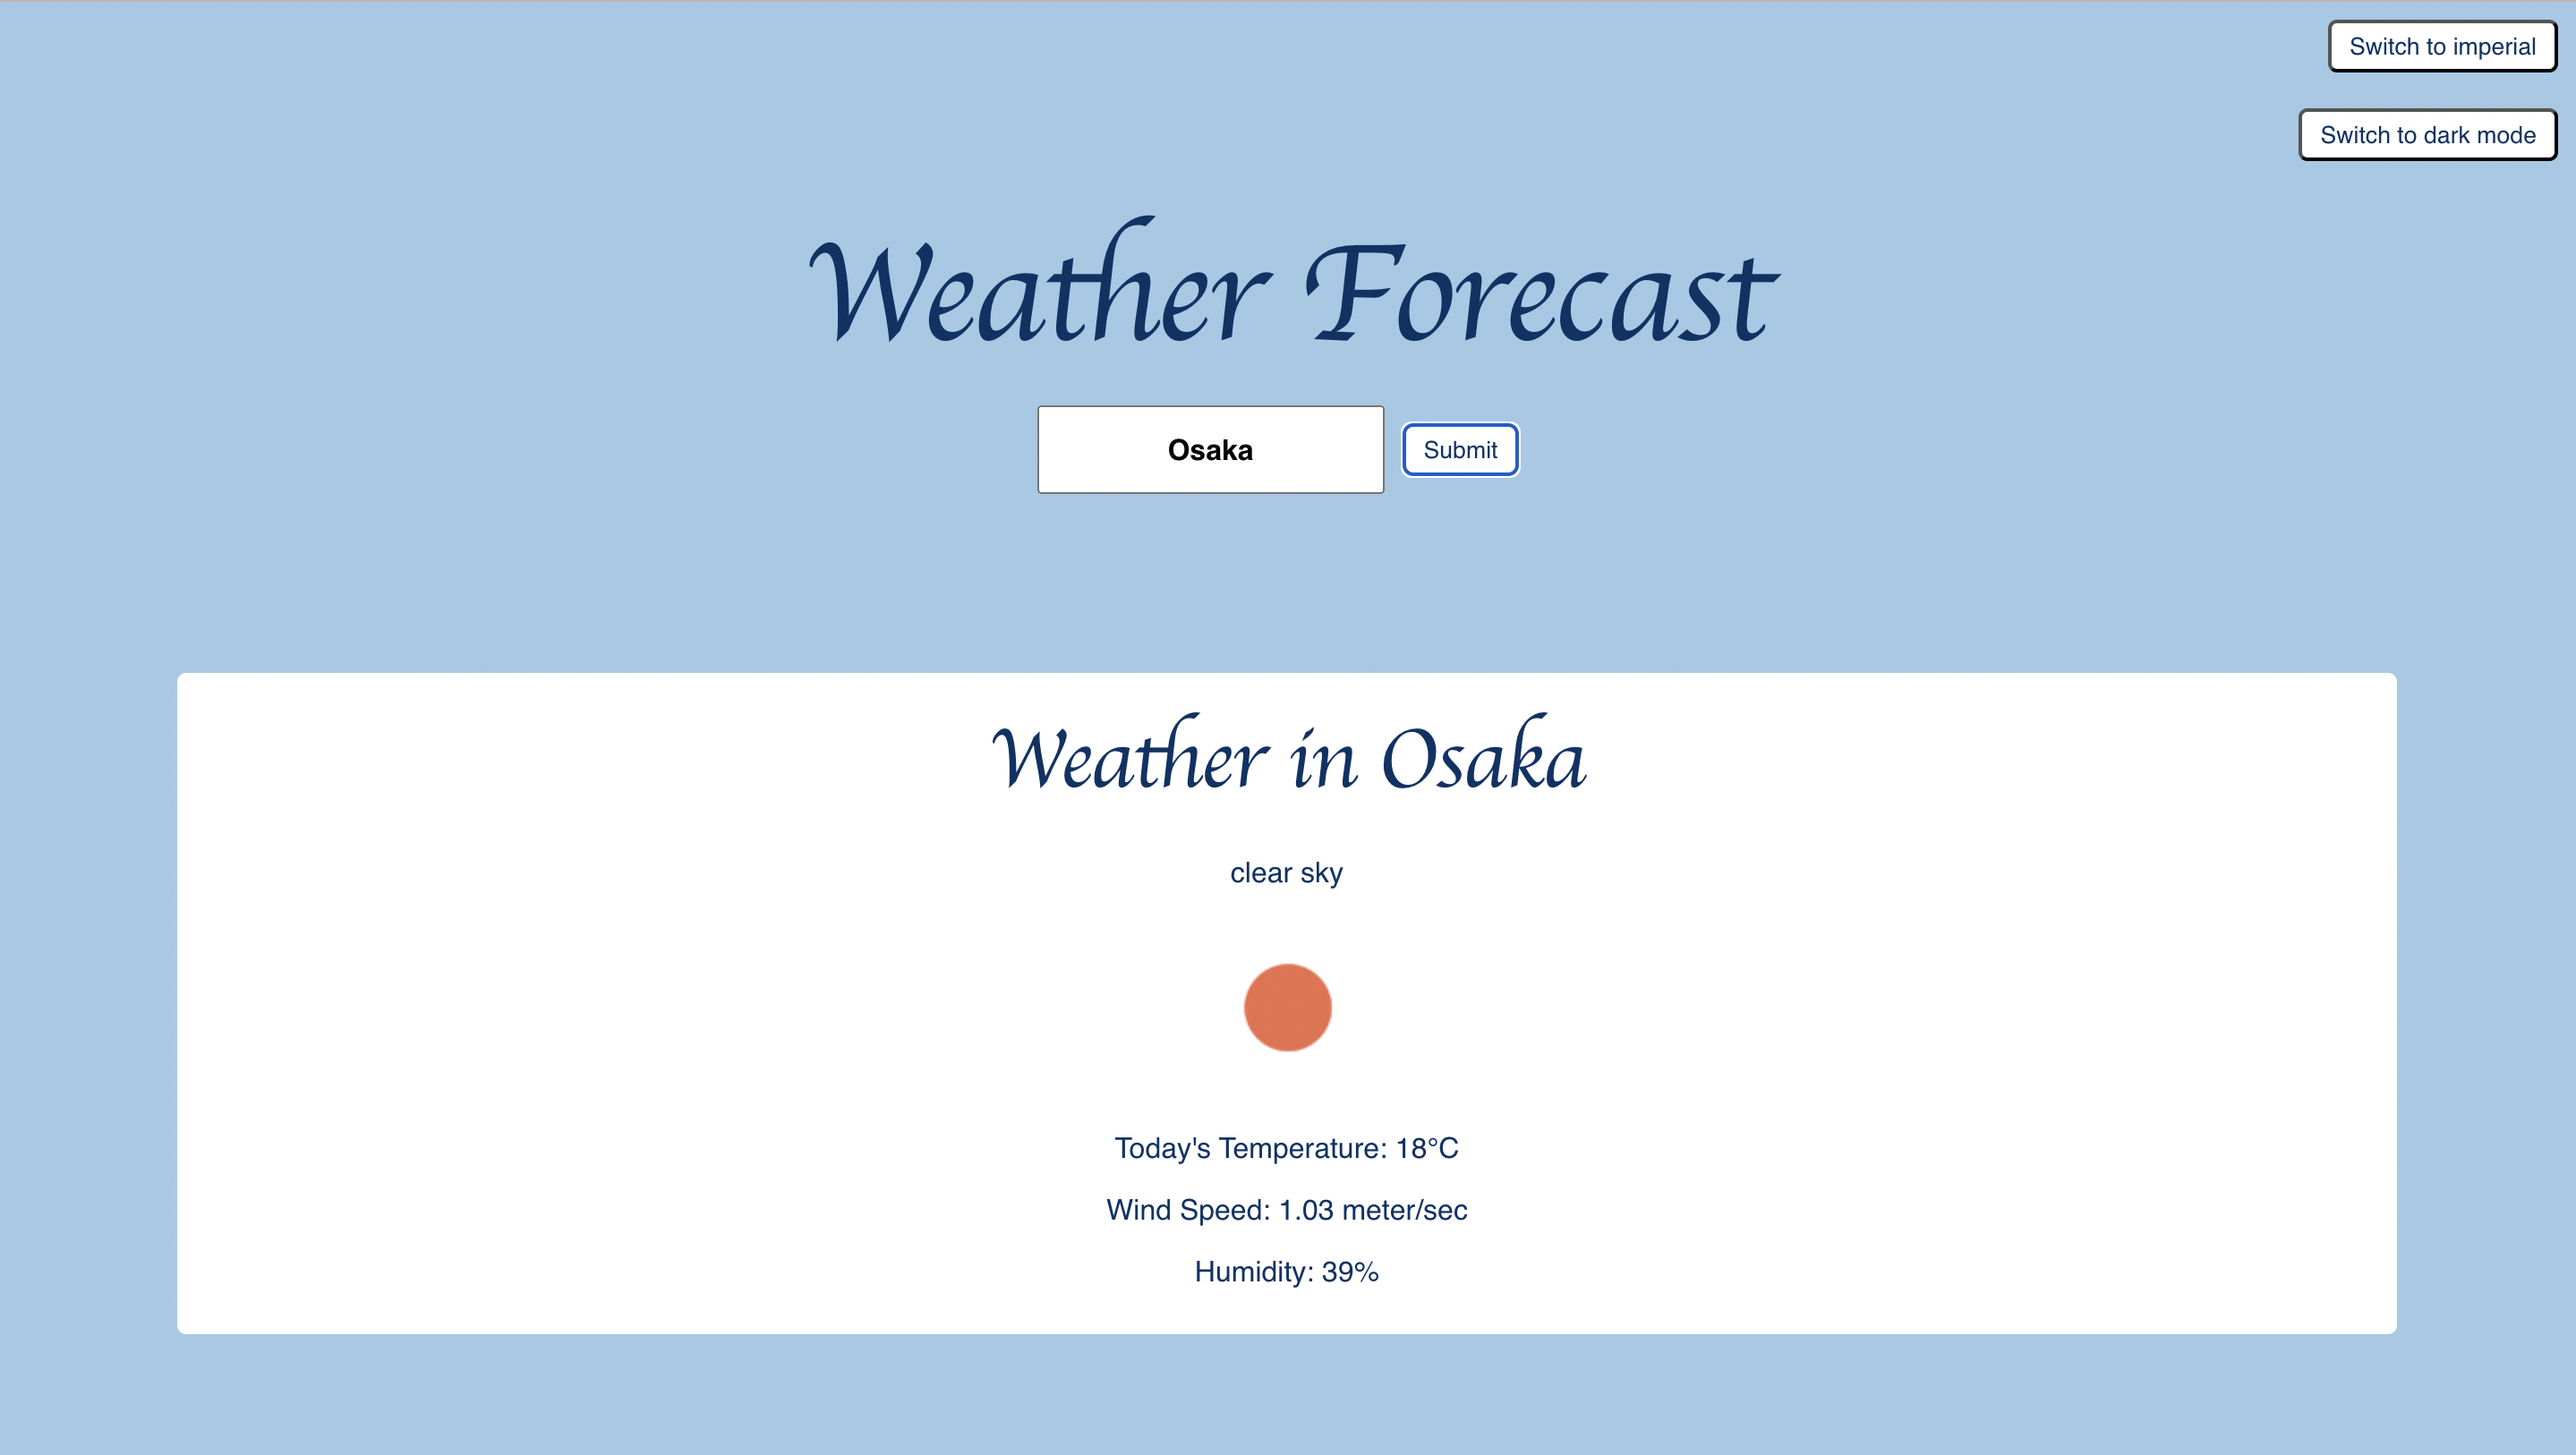 Switch to imperial
Switch to dark mode
Weather Forecast
Osaka Submit
Weather in Osaka
clear sky
Today's Temperature: 18°C
Wind Speed: 1.03 meter/sec
Humidity: 39%